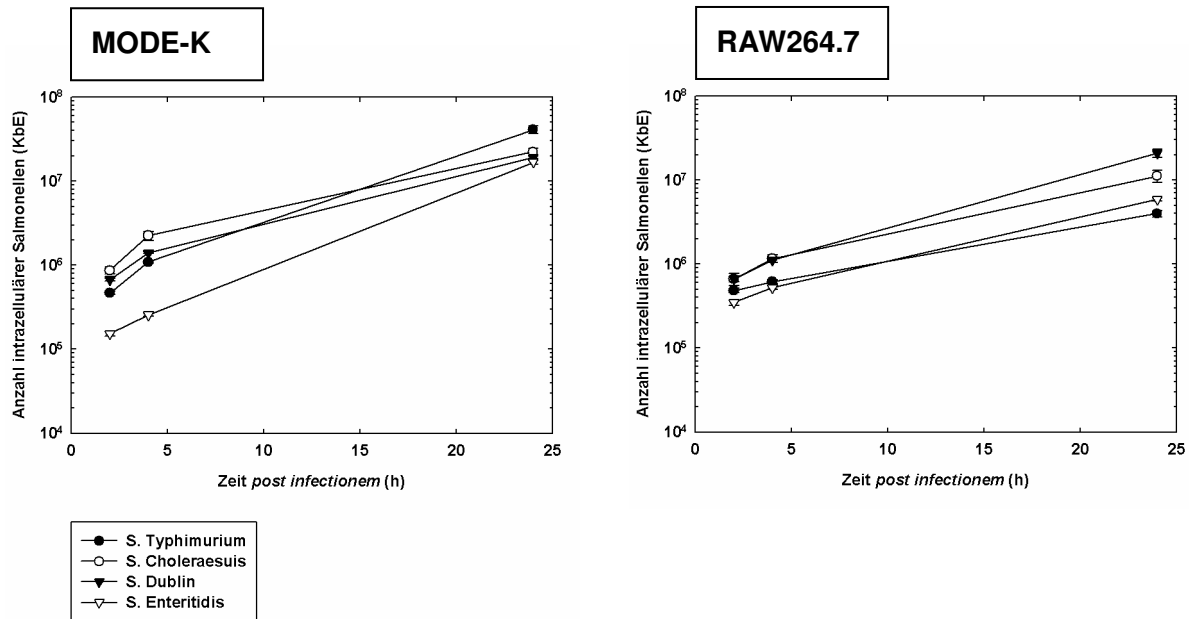 MODE-K
Anzahl intrazellulärer Salmonellen (KbE)
10⁸
10⁷
10⁶
10⁵
10⁴
0 5 10 15 20 25
Zeit post infectionem (h)
RAW264.7
Anzahl intrazellulärer Salmonellen (KbE)
10⁸
10⁷
10⁶
10⁵
10⁴
0 5 10 15 20 25
Zeit post infectionem (h)
S. Typhimurium
S. Choleraesuis
S. Dublin
S. Enteritidis